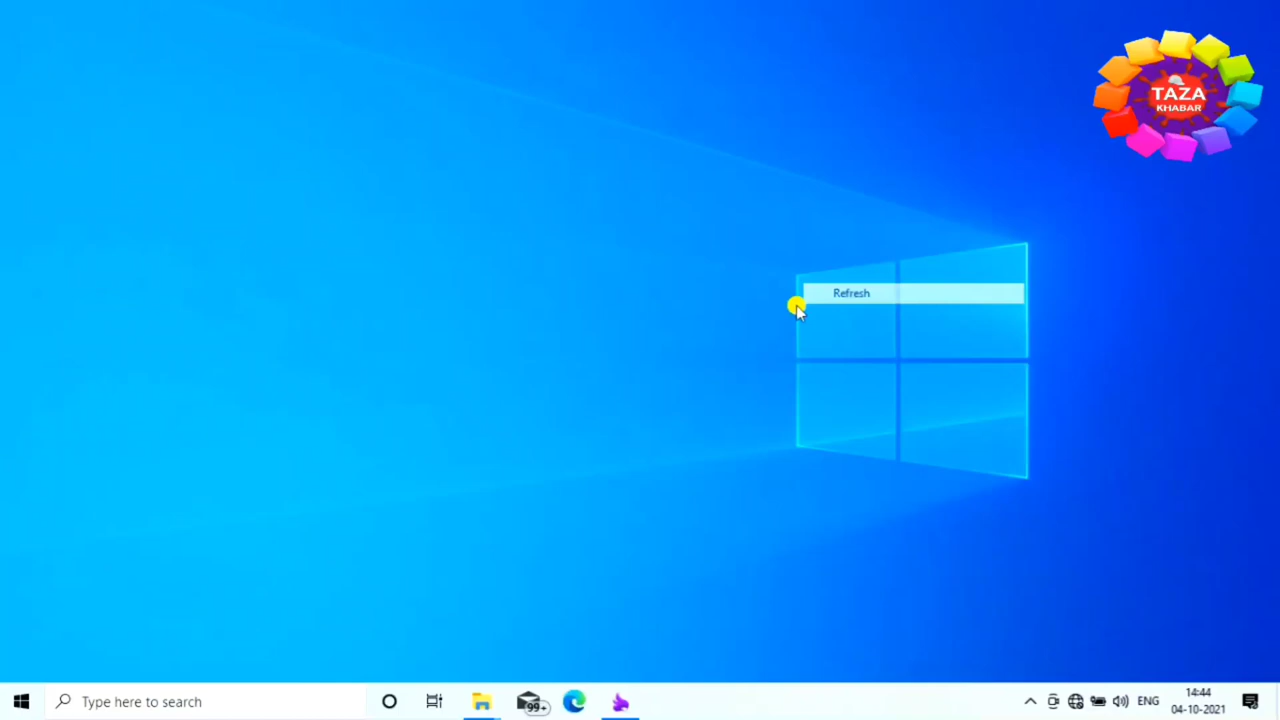 TAZA
KHABAR
Refresh
Type here to search
99+
ENG
14:44
04-10-2021